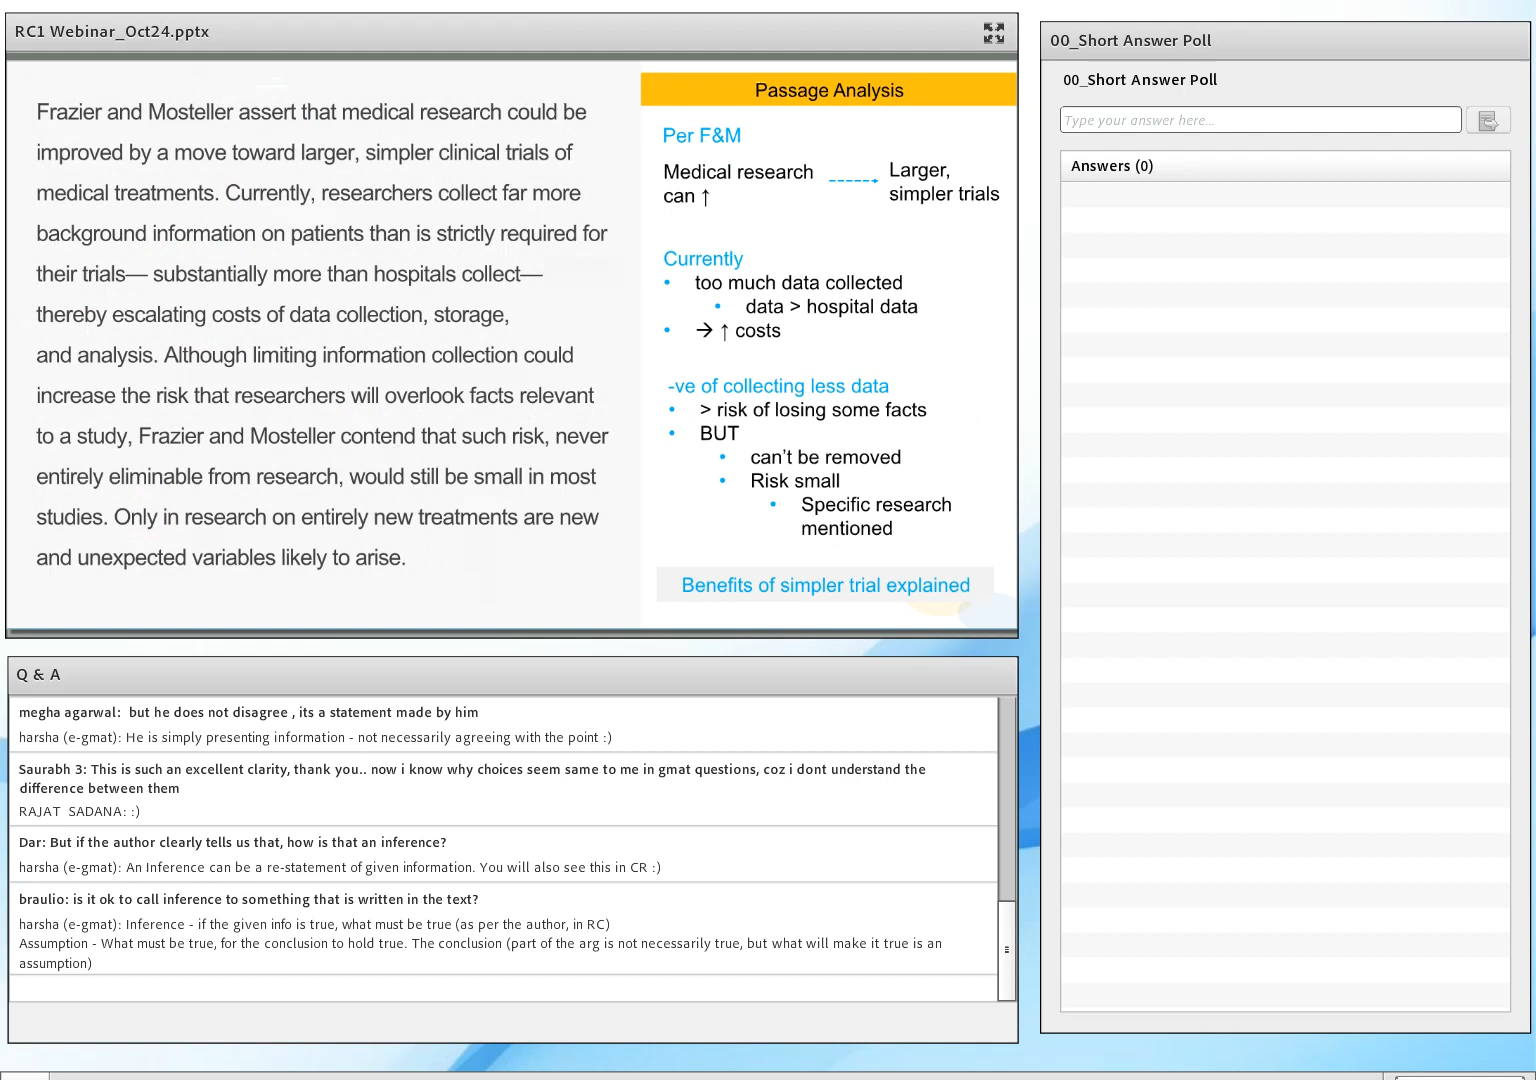 RC1 Webinar_Oct24.pptx
Frazier and Mosteller assert that medical research could be
improved by a move toward larger, simpler clinical trials of
medical treatments. Currently, researchers collect far more
background information on patients than is strictly required for
their trials— substantially more than hospitals collect—
thereby escalating costs of data collection, storage,
and analysis. Although limiting information collection could
increase the risk that researchers will overlook facts relevant
to a study, Frazier and Mosteller contend that such risk, never
entirely eliminable from research, would still be small in most
studies. Only in research on entirely new treatments are new
and unexpected variables likely to arise.
Passage Analysis
Per F&M
Medical research
can ↑
Larger,
simpler trials
Currently
• too much data collected
• data > hospital data
• → ↑ costs
-ve of collecting less data
• > risk of losing some facts
• BUT
• can't be removed
• Risk small
• Specific research
mentioned
Benefits of simpler trial explained
Q & A
megha agarwal: but he does not disagree , its a statement made by him
harsha (e-gmat): He is simply presenting information - not necessarily agreeing with the point :)
Saurabh 3: This is such an excellent clarity, thank you.. now i know why choices seem same to me in gmat questions, coz i dont understand the
difference between them
RAJAT SADANA: :)
Dar: But if the author clearly tells us that, how is that an inference?
harsha (e-gmat): An Inference can be a re-statement of given information. You will also see this in CR :)
braulio: is it ok to call inference to something that is written in the text?
harsha (e-gmat): Inference - if the given info is true, what must be true (as per the author, in RC)
Assumption - What must be true, for the conclusion to hold true. The conclusion (part of the arg is not necessarily true, but what will make it true is an
assumption)
00_Short Answer Poll
00_Short Answer Poll
Type your answer here...
Answers (0)